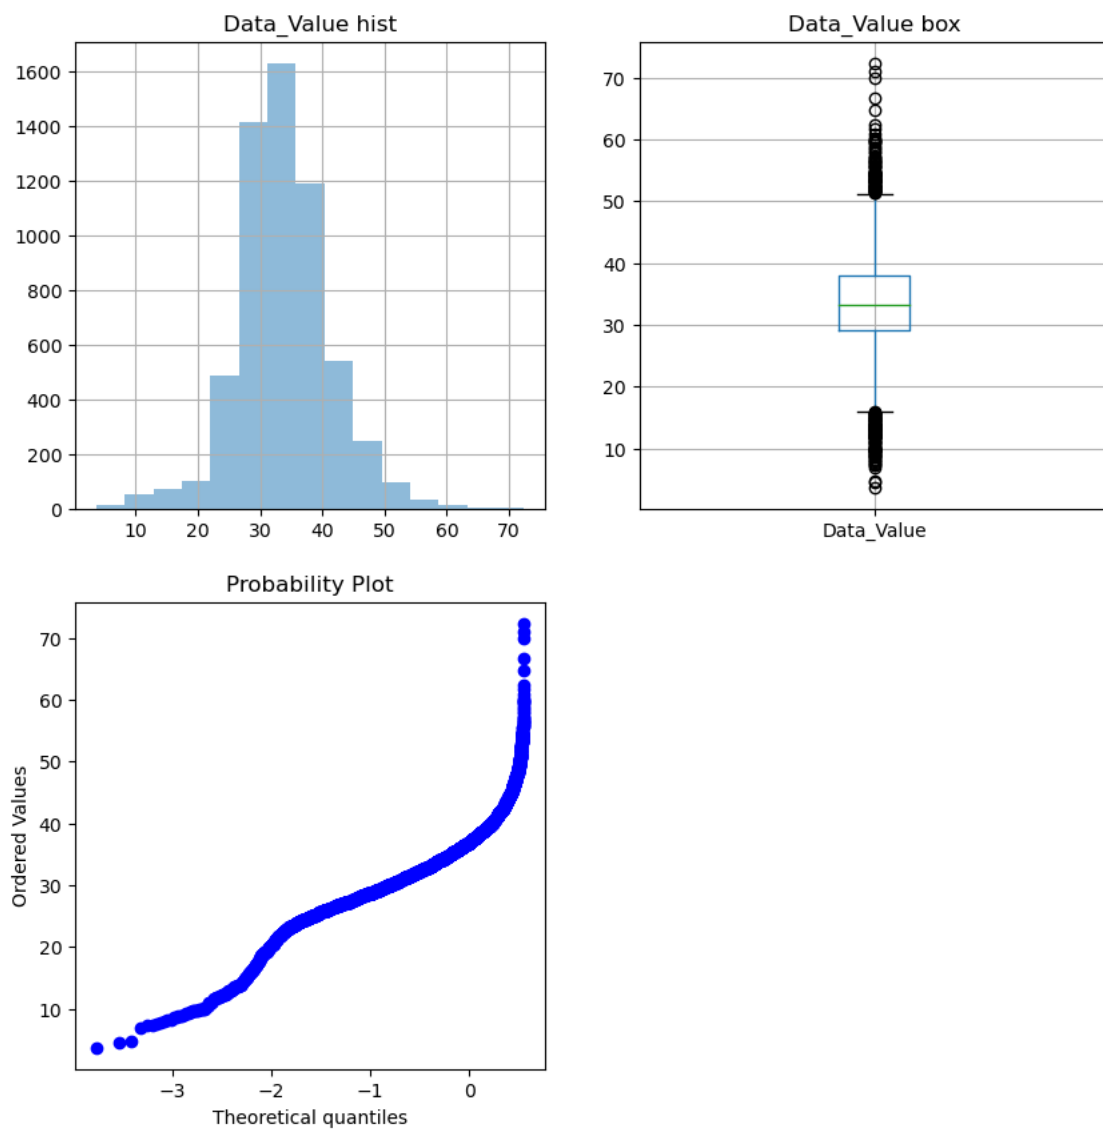 Data_Value hist
1600
1400
1200
1000
800
600
400
200
0
10 20 30 40 50 60 70
Data_Value box
70
60
50
40
30
20
10
Data_Value
Probability Plot
Ordered Values
70
60
50
40
30
20
10
−3 −2 −1 0
Theoretical quantiles